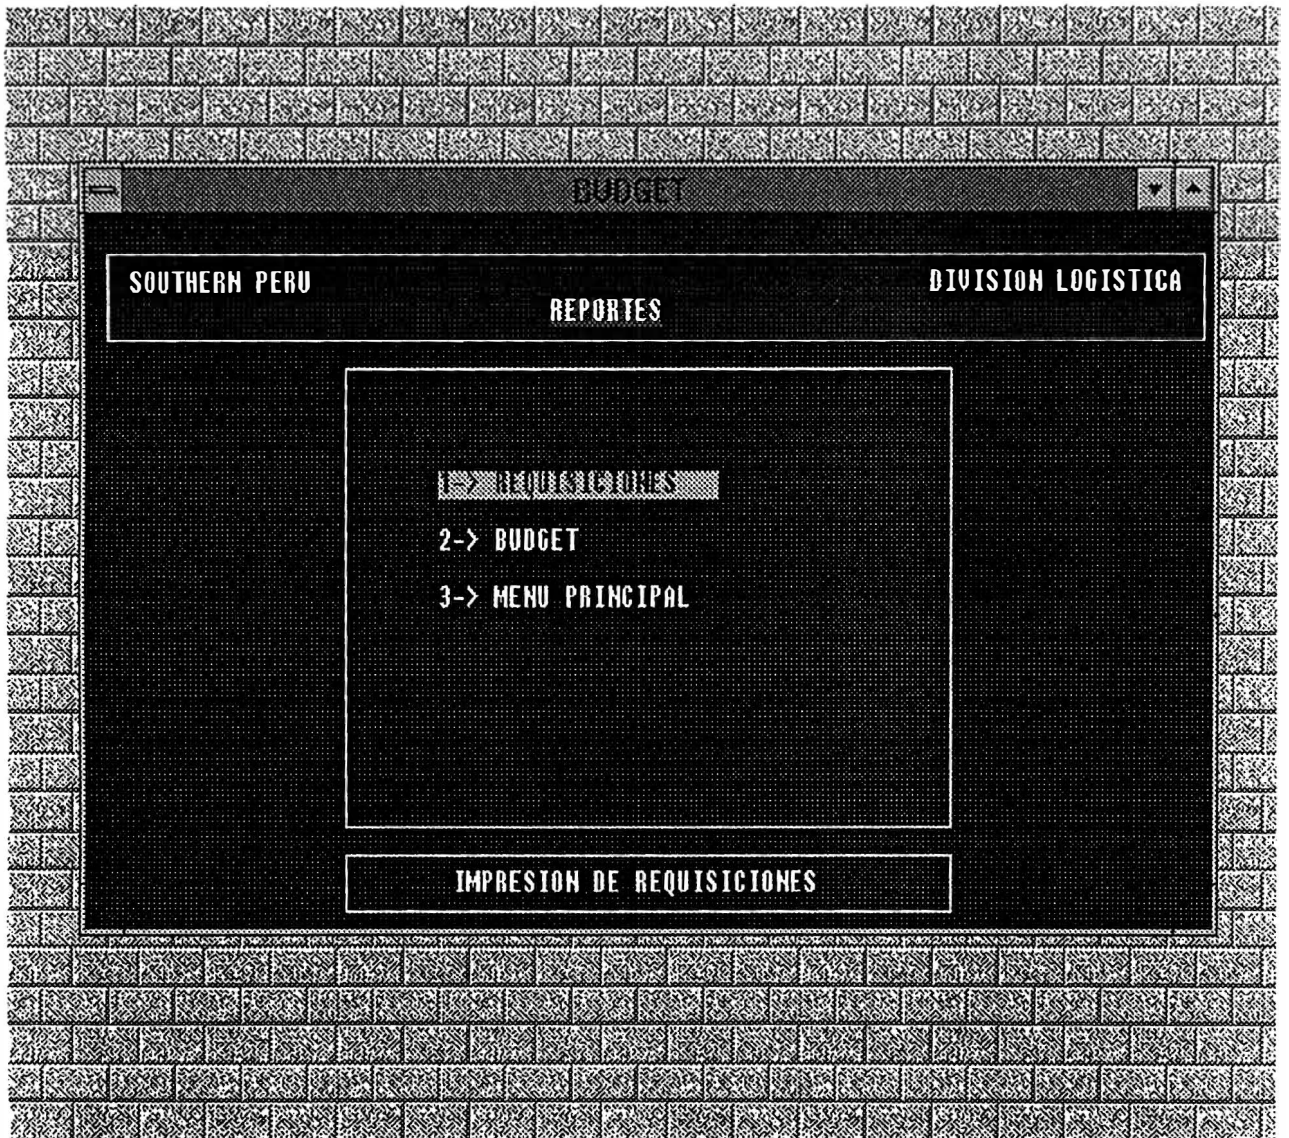 BUDGET
SOUTHERN PERU
DIVISION LOGISTICA
REPORTES
1-> REQUISICIONES
2-> BUDGET
3-> MENU PRINCIPAL
IMPRESION DE REQUISICIONES